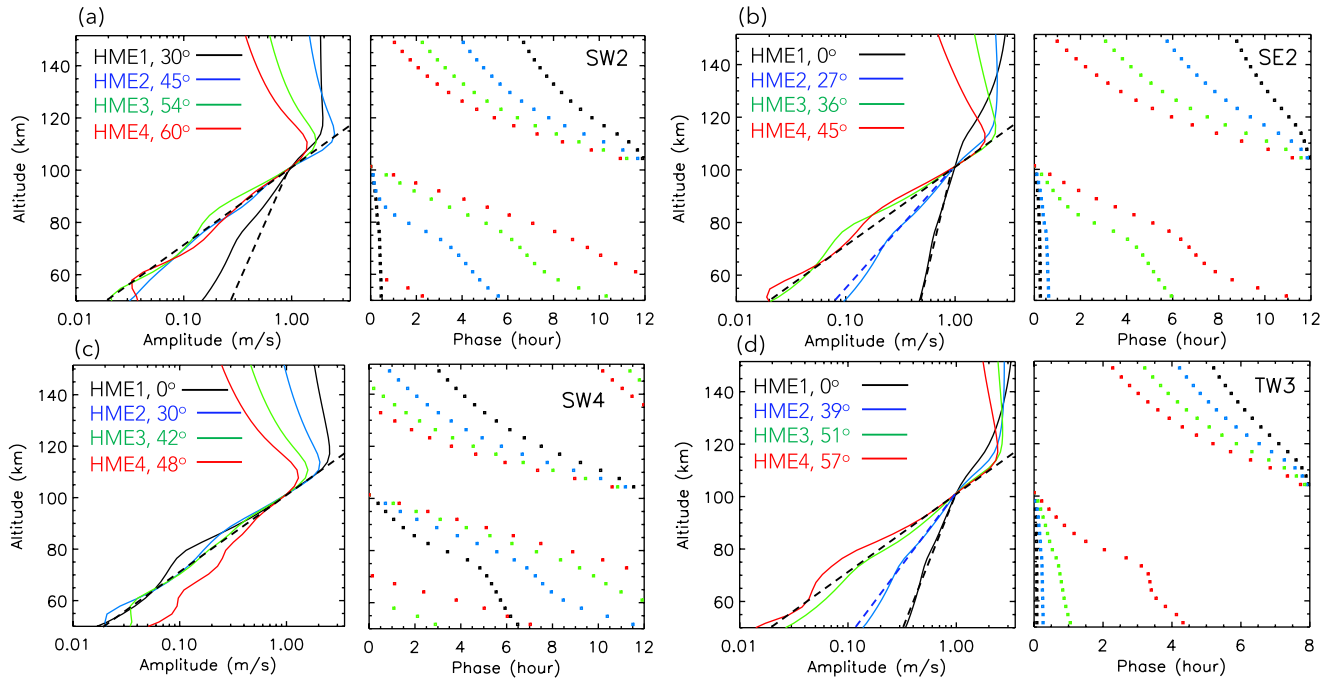 (a)
HME1, 30°
HME2, 45°
HME3, 54°
HME4, 60°
SW2
Altitude (km)
140
120
100
80
60
0.01 0.10 1.00
Amplitude (m/s)
0 2 4 6 8 10 12
Phase (hour)
(b)
HME1, 0°
HME2, 27°
HME3, 36°
HME4, 45°
SE2
Altitude (km)
140
120
100
80
60
0.01 0.10 1.00
Amplitude (m/s)
0 2 4 6 8 10 12
Phase (hour)
(c)
HME1, 0°
HME2, 30°
HME3, 42°
HME4, 48°
SW4
Altitude (km)
140
120
100
80
60
0.01 0.10 1.00
Amplitude (m/s)
0 2 4 6 8 10 12
Phase (hour)
(d)
HME1, 0°
HME2, 39°
HME3, 51°
HME4, 57°
TW3
Altitude (km)
140
120
100
80
60
0.01 0.10 1.00
Amplitude (m/s)
0 2 4 6 8
Phase (hour)